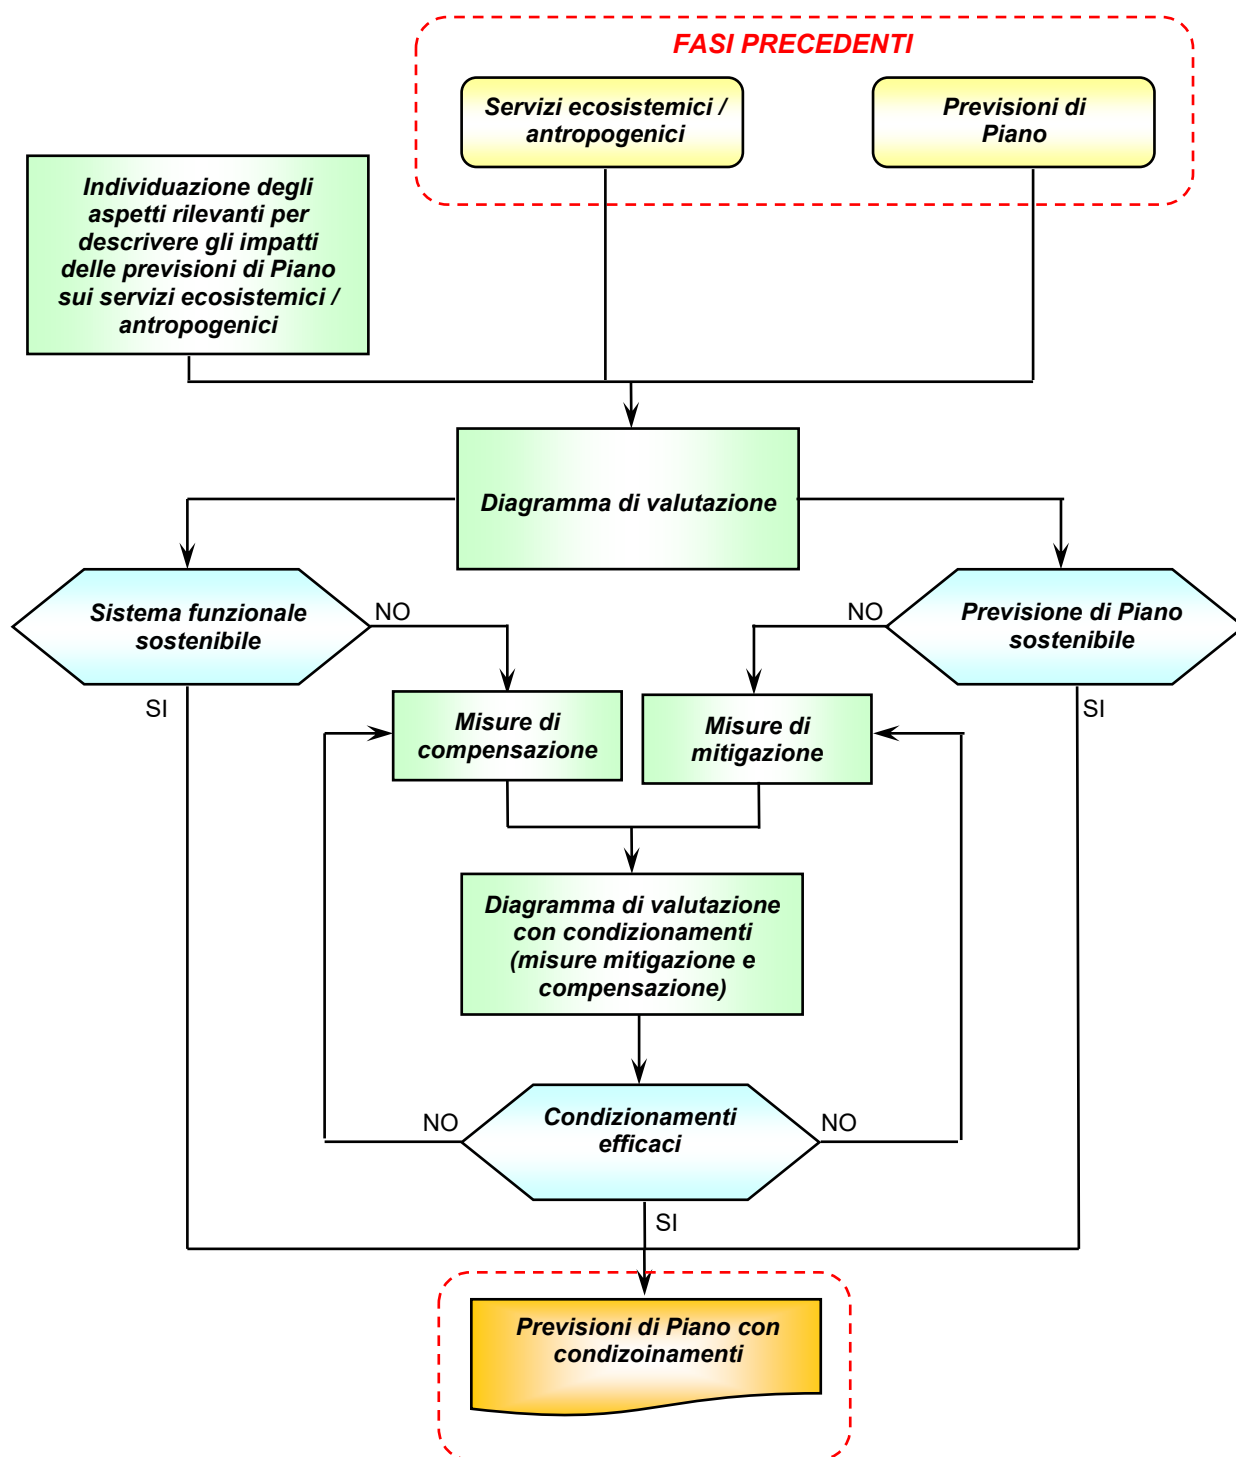 FASI PRECEDENTI
Servizi ecosistemici /
antropogenici
Previsioni di
Piano
Individuazione degli
aspetti rilevanti per
descrivere gli impatti
delle previsioni di Piano
sui servizi ecosistemici /
antropogenici
Diagramma di valutazione
Sistema funzionale
sostenibile
NO
SI
NO
Previsione di Piano
sostenibile
SI
Misure di
compensazione
Misure di
mitigazione
Diagramma di valutazione
con condizionamenti
(misure mitigazione e
compensazione)
NO
Condizionamenti
efficaci
NO
SI
Previsioni di Piano con
condizoinamenti